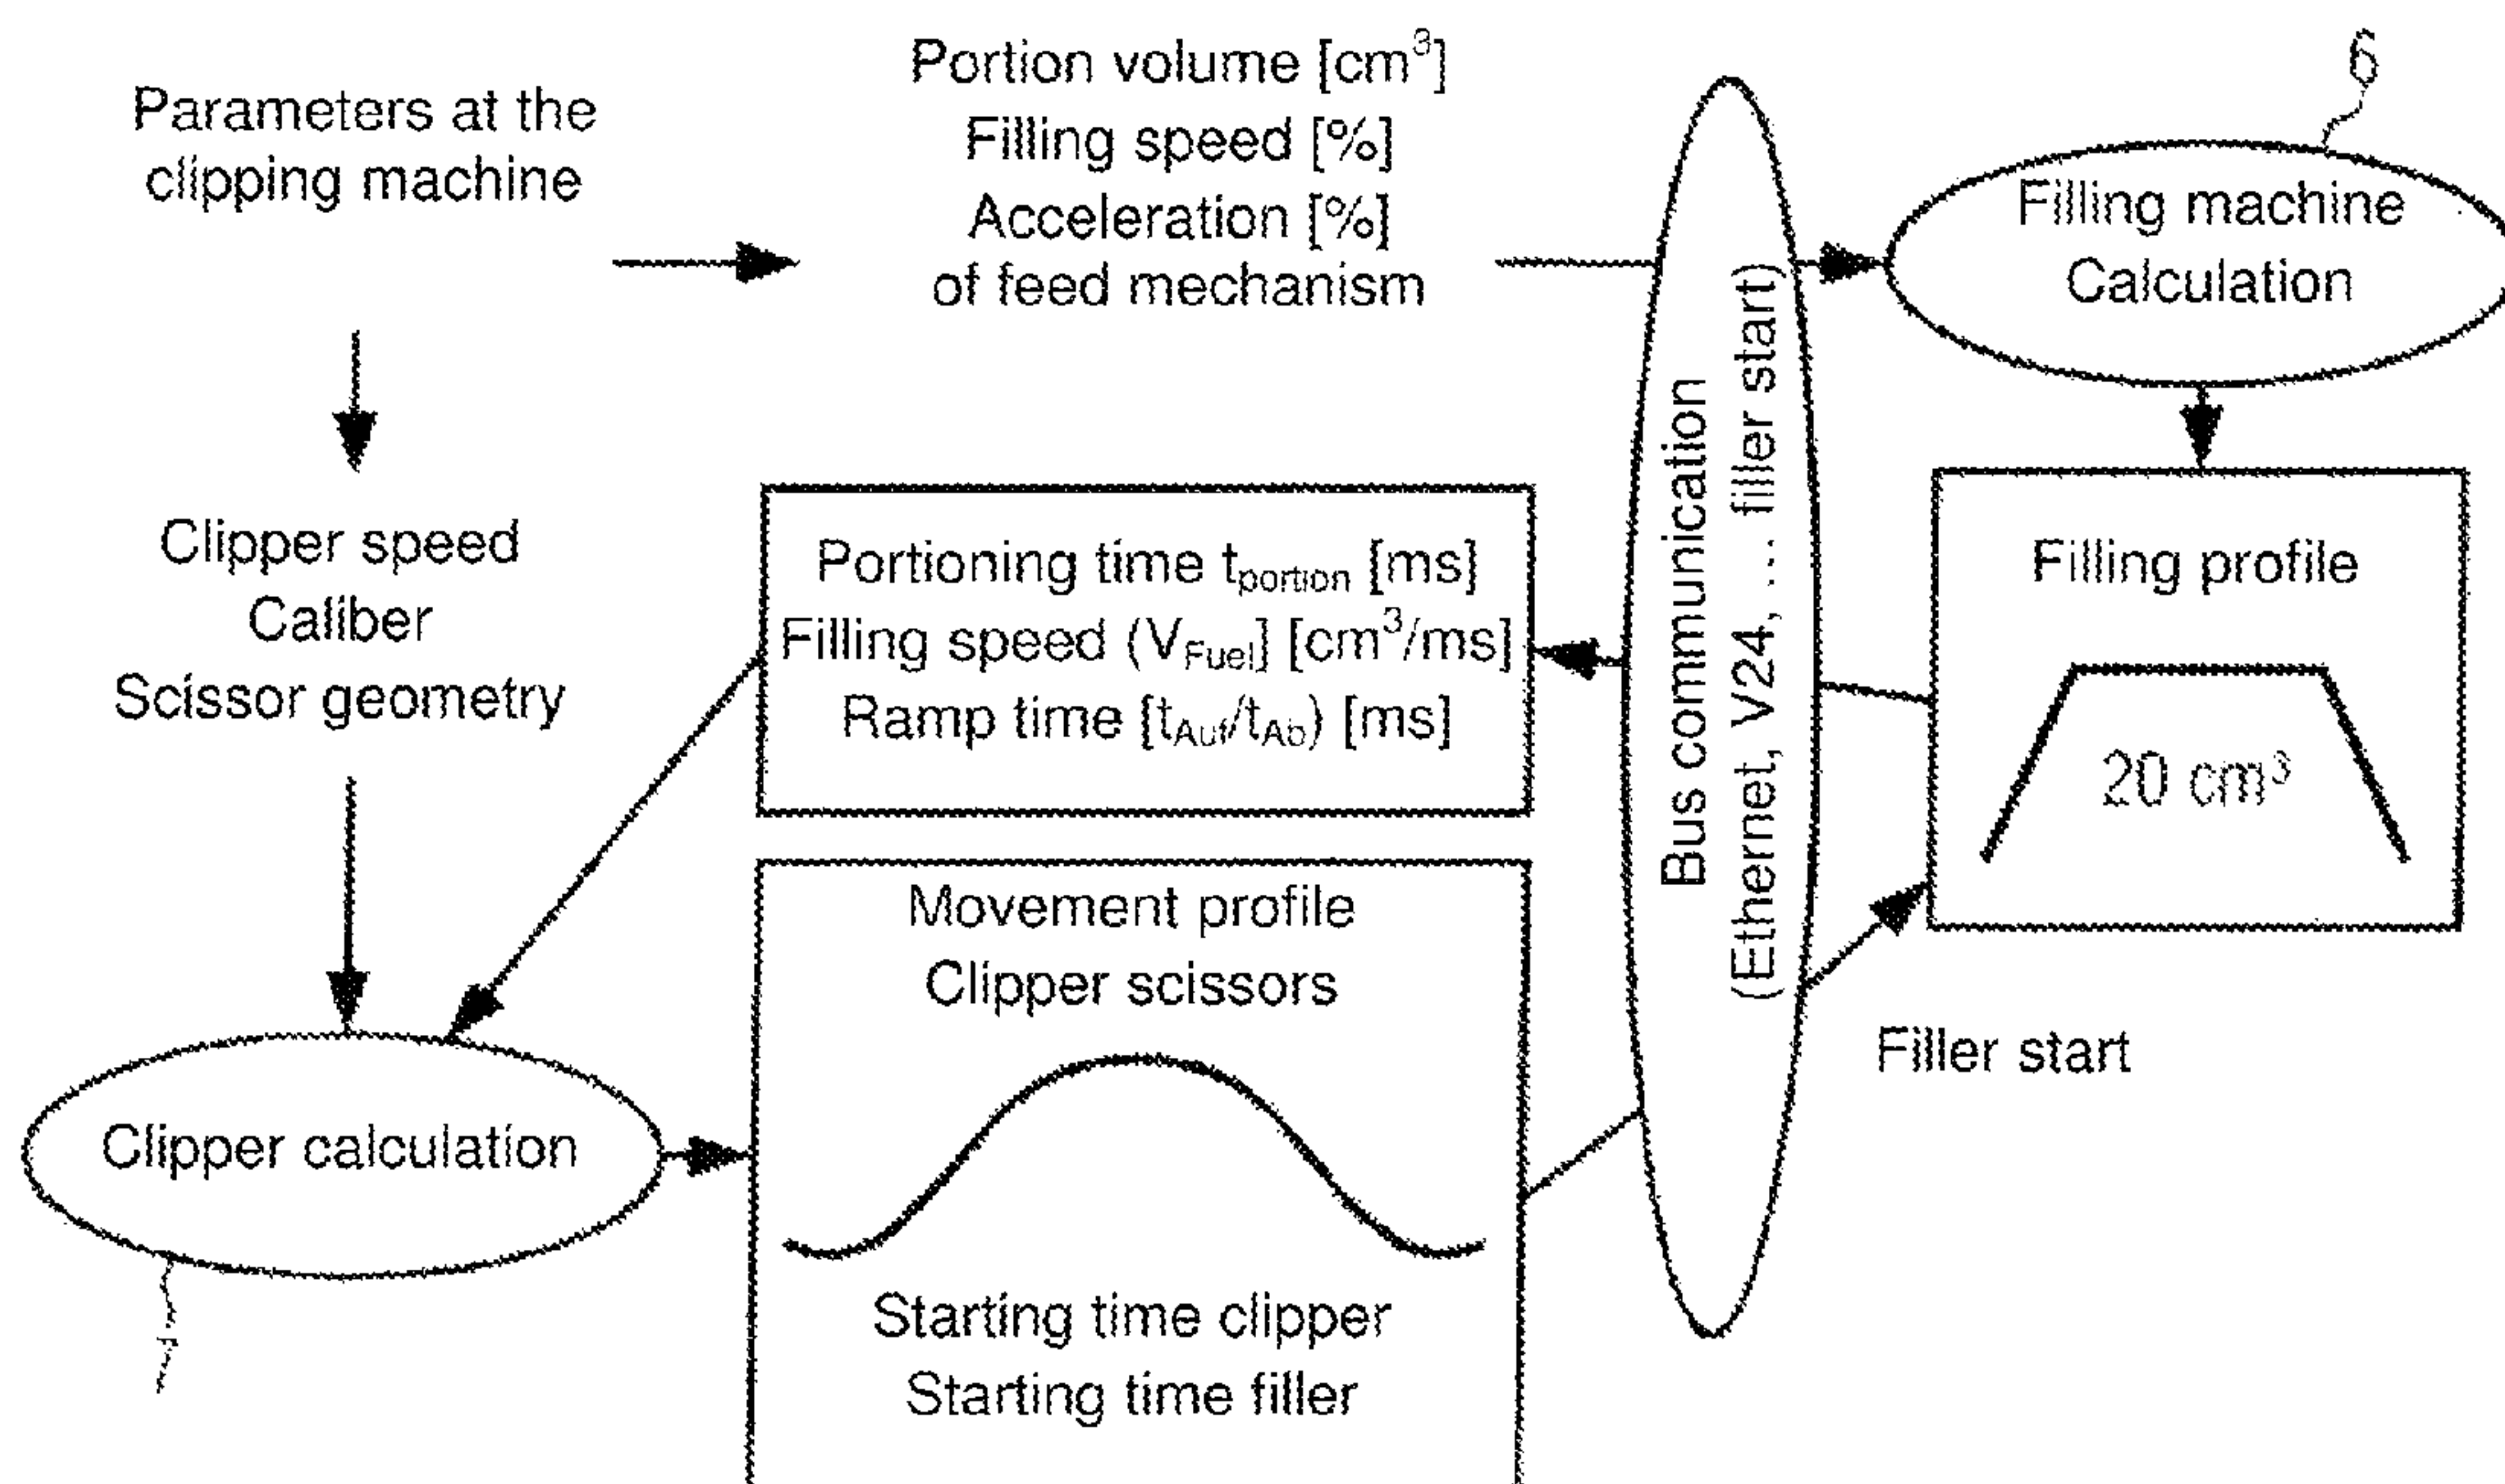 Parameters at the
clipping machine
Portion volume [cm³]
Filling speed [%]
Acceleration [%]
of feed mechanism
6
Filling machine
Calculation
Bus communication
(Ethernet, V24, ... filler start)
Clipper speed
Caliber
Scissor geometry
Portioning time tportion [ms]
Filling speed (VFuel] [cm³/ms]
Ramp time [tAuf/tAb) [ms]
Filling profile
20 cm³
Filler start
Clipper calculation
7
Movement profile
Clipper scissors
Starting time clipper
Starting time filler